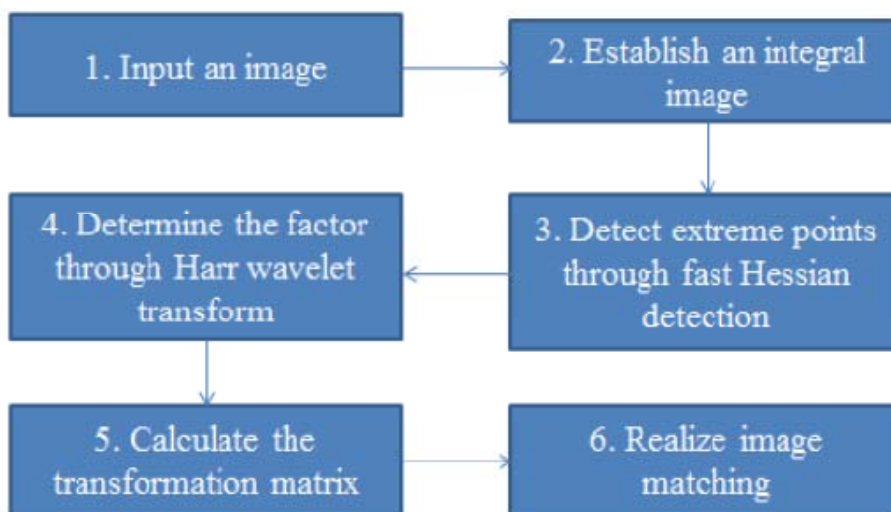 1. Input an image
2. Establish an integral
image
3. Detect extreme points
through fast Hessian
detection
4. Determine the factor
through Harr wavelet
transform
5. Calculate the
transformation matrix
6. Realize image
matching